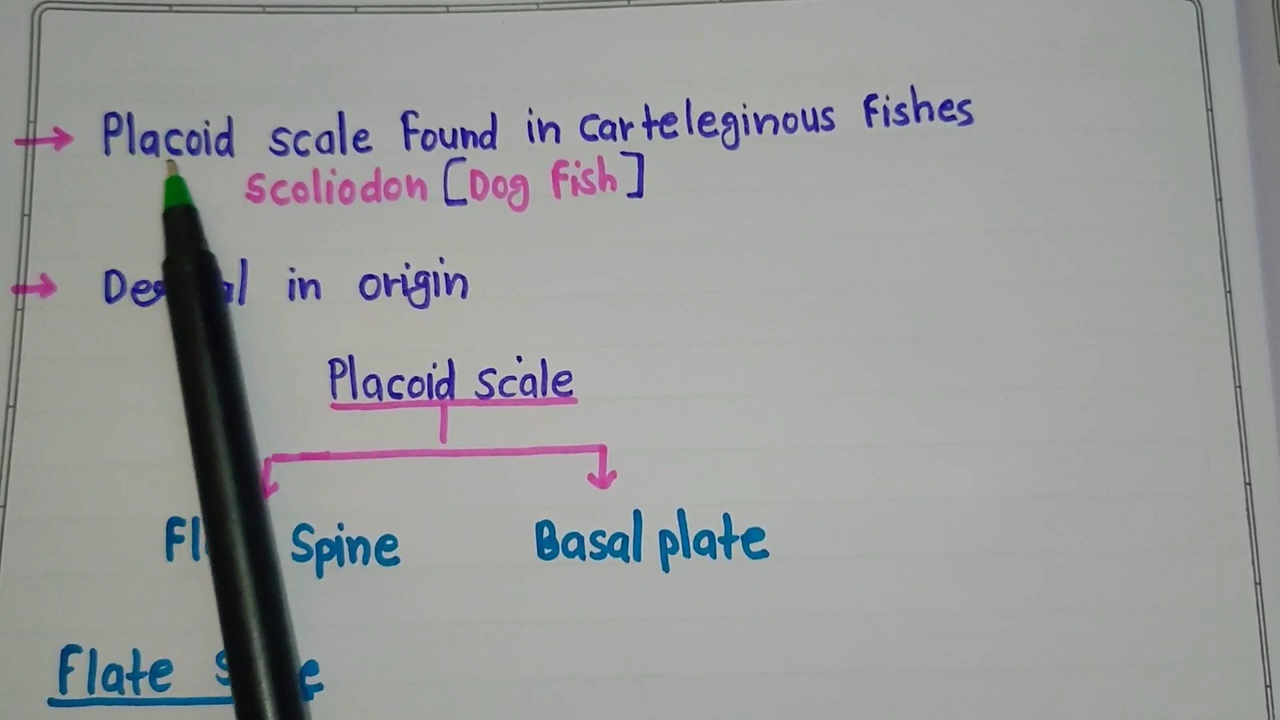 Placoid scale Found in carteleginous Fishes
Scoliodon [Dog Fish]
in origin
Placoid scale
Spine Basal plate
Flate